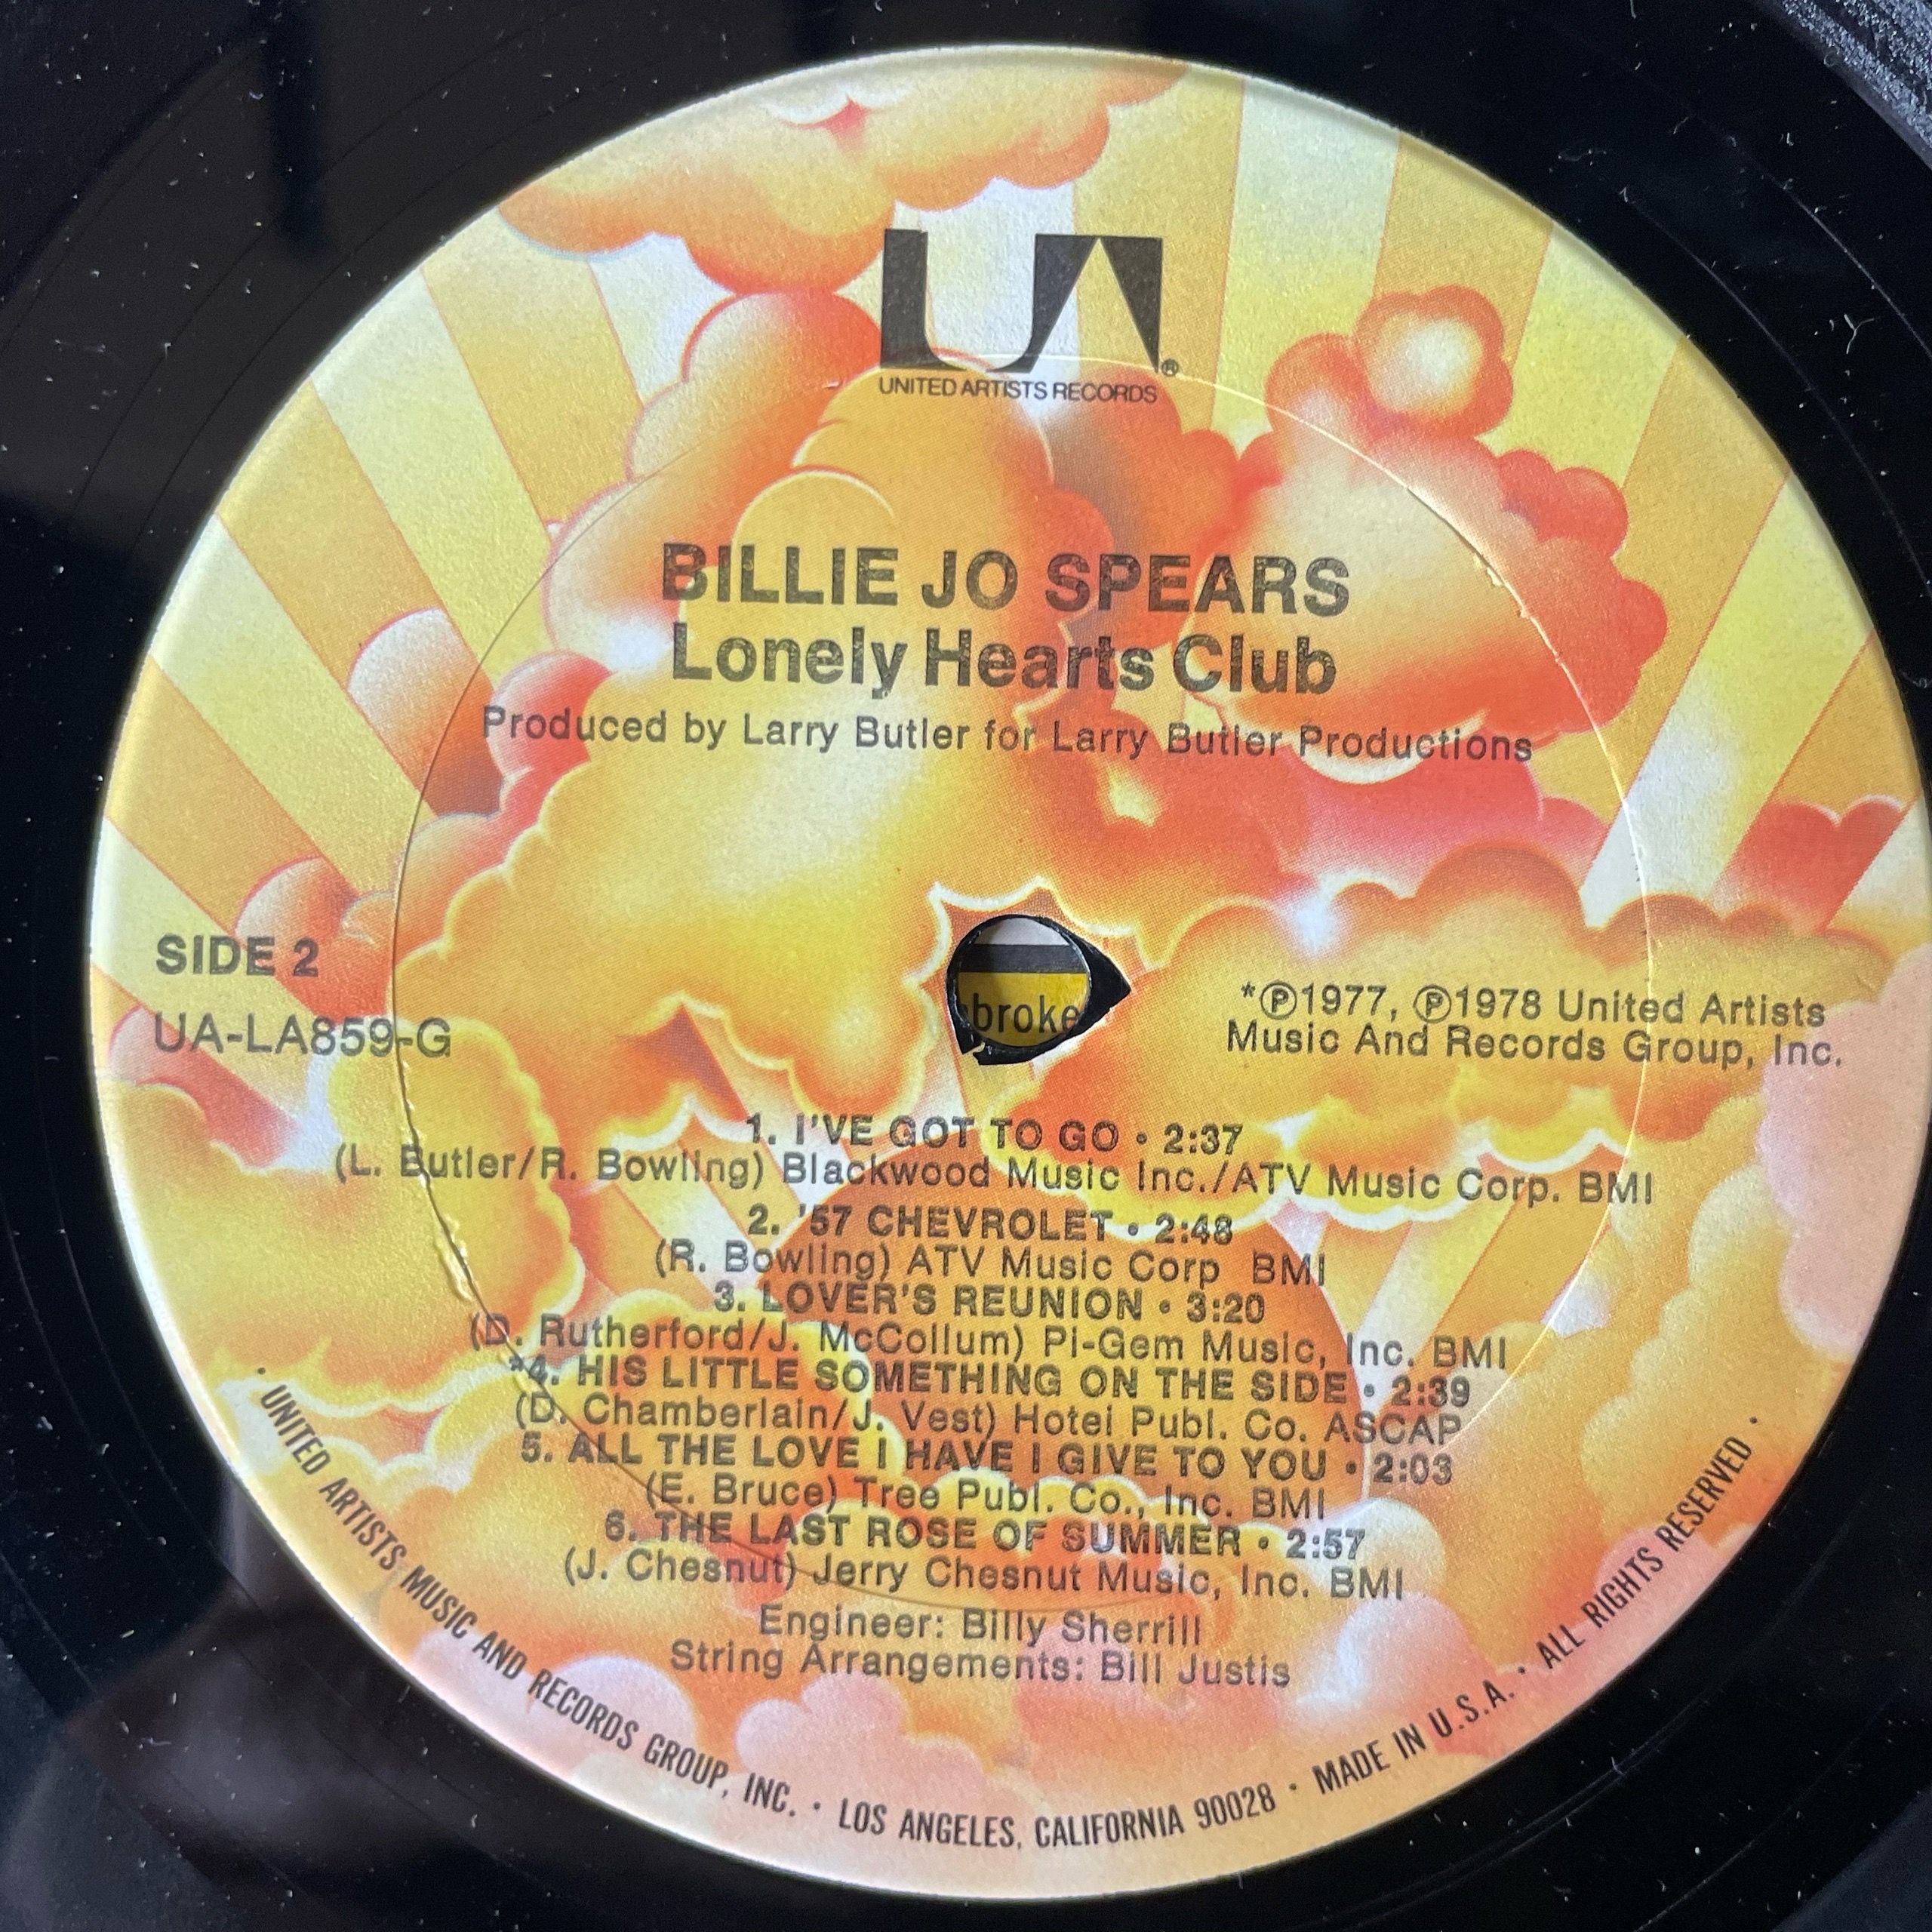 UA®
UNITED ARTISTS RECORDS
BILLIE JO SPEARS
Lonely Hearts Club
Produced by Larry Butler for Larry Butler Productions
SIDE 2
UA-LA859-G
*Ⓟ1977, Ⓟ1978 United Artists
Music And Records Group, Inc.
broke
1. I'VE GOT TO GO • 2:37
(L. Butler/R. Bowling) Blackwood Music Inc./ATV Music Corp. BMI
2. '57 CHEVROLET • 2:48
(R. Bowling) ATV Music Corp BMI
3. LOVER'S REUNION • 3:20
(D. Rutherford/J. McCollum) Pi-Gem Music, Inc. BMI
*4. HIS LITTLE SOMETHING ON THE SIDE • 2:39
(D. Chamberlain/J. Vest) Hotel Publ. Co. ASCAP
5. ALL THE LOVE I HAVE I GIVE TO YOU • 2:03
(E. Bruce) Tree Publ. Co., Inc. BMI
6. THE LAST ROSE OF SUMMER • 2:57
(J. Chesnut) Jerry Chesnut Music, Inc. BMI
Engineer: Billy Sherrill
String Arrangements: Bill Justis
• UNITED ARTISTS MUSIC AND RECORDS GROUP, INC. • LOS ANGELES, CALIFORNIA 90028 • MADE IN U.S.A. • ALL RIGHTS RESERVED •